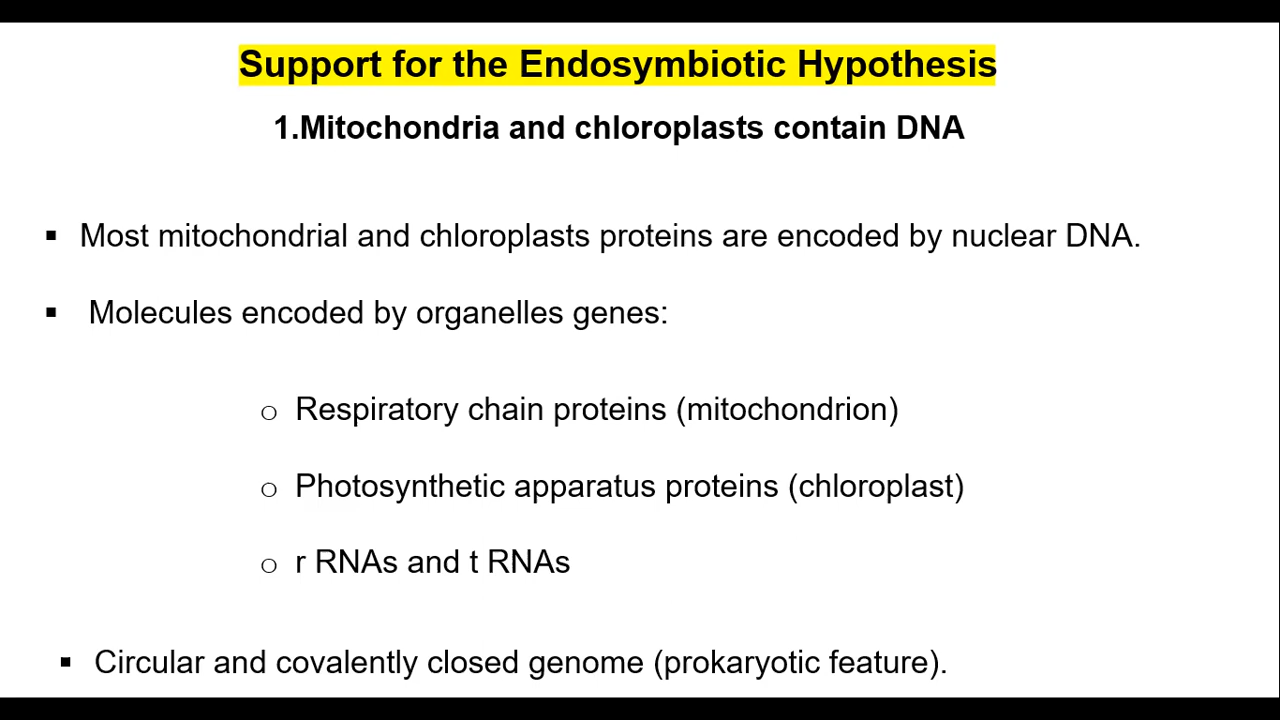 Support for the Endosymbiotic Hypothesis
1.Mitochondria and chloroplasts contain DNA
▪ Most mitochondrial and chloroplasts proteins are encoded by nuclear DNA.
▪ Molecules encoded by organelles genes:
o Respiratory chain proteins (mitochondrion)
o Photosynthetic apparatus proteins (chloroplast)
o r RNAs and t RNAs
▪ Circular and covalently closed genome (prokaryotic feature).